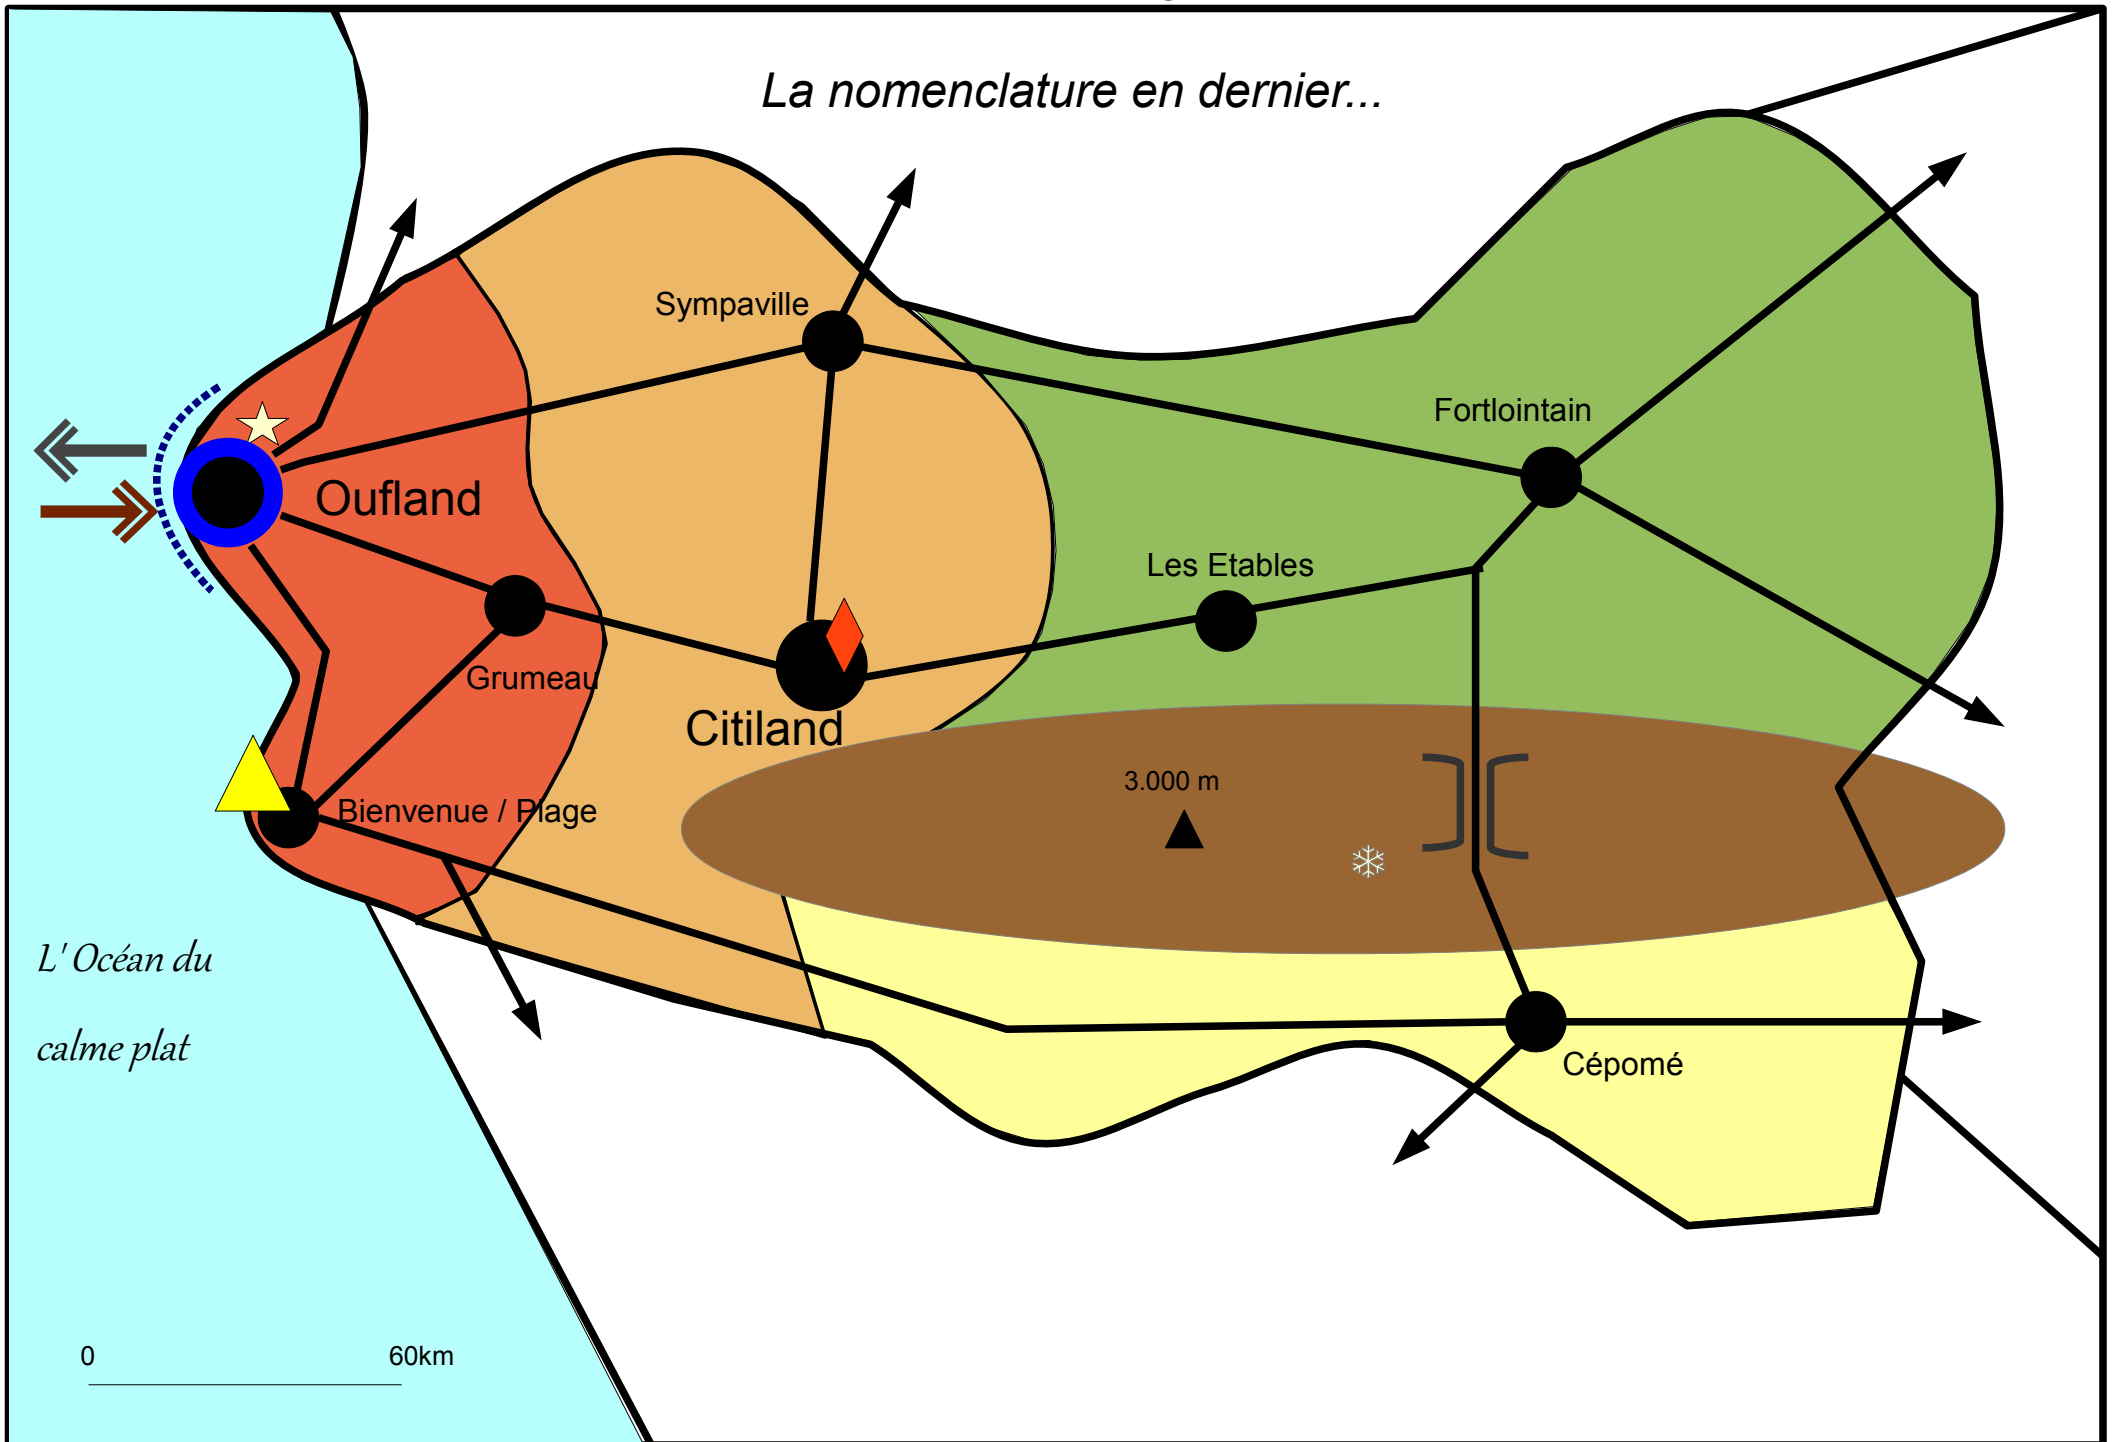 La nomenclature en dernier...
Sympaville
Fortlointain
Oufland
Les Etables
Grumeau
Citiland
3.000 m
Bienvenue / Plage
L' Océan du
calme plat
Cépomé
0 60km